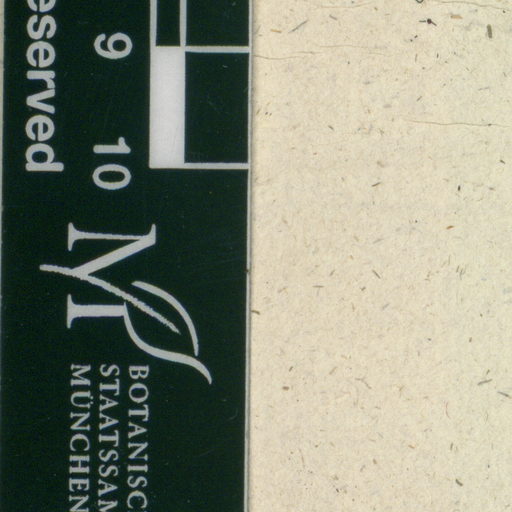 eserved
9
10
M
BOTANISC
STAATSSAM
MÜNCHEN